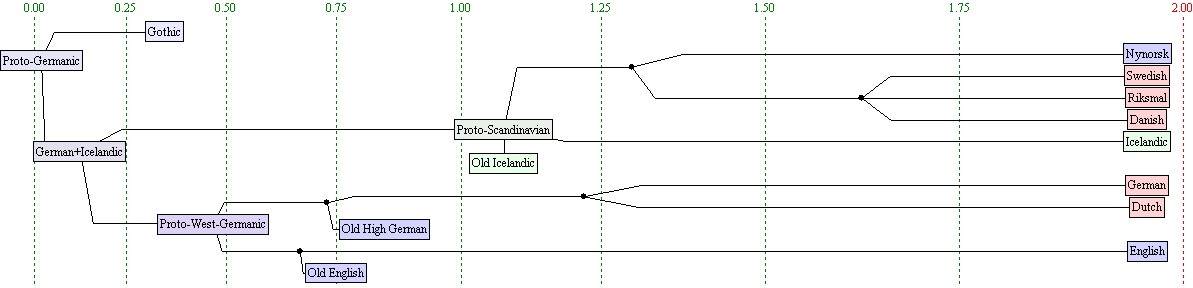 0.00 0.25 0.50 0.75 1.00 1.25 1.50 1.75 2.00
Gothic
Proto-Germanic
Nynorsk
Swedish
Riksmal
Danish
Proto-Scandinavian
Icelandic
German+Icelandic
Old Icelandic
German
Dutch
Proto-West-Germanic
Old High German
English
Old English